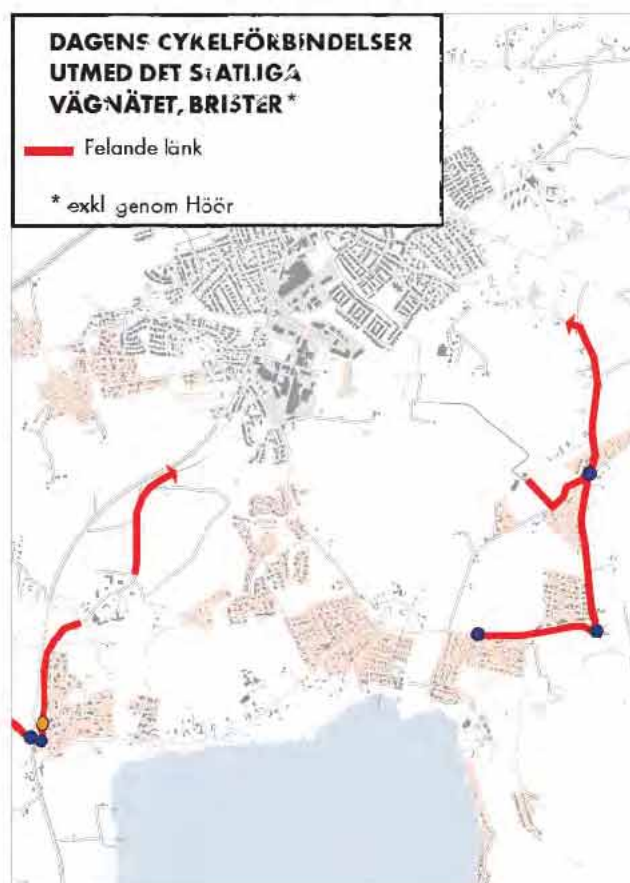 DAGENS CYKELFÖRBINDELSER
UTMED DET STATLIGA
VÄGNÄTET, BRISTER*
Felande länk
* exkl genom Höör